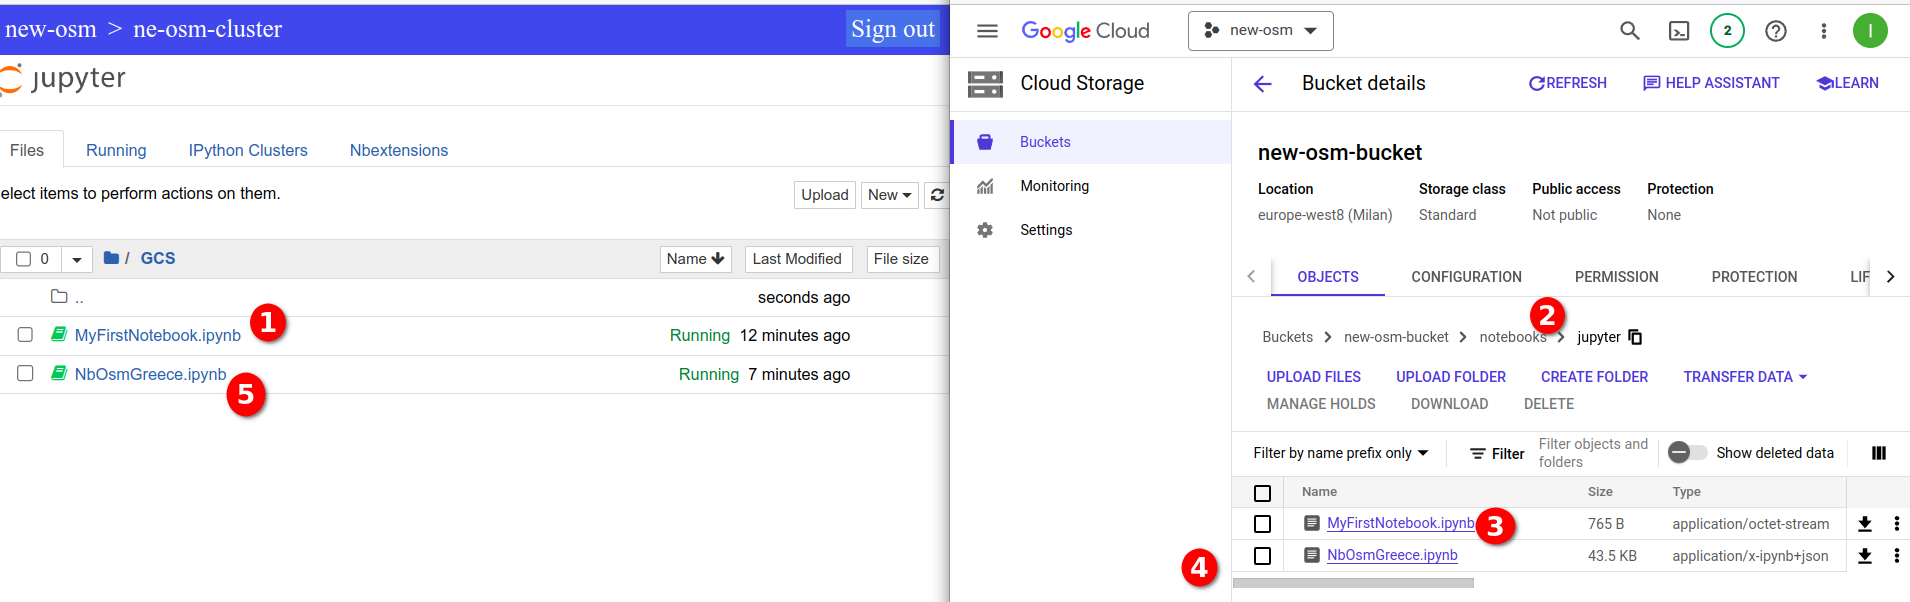 new-osm > ne-osm-cluster
Sign out
jupyter
Files
Running
IPython Clusters
Nbextensions
elect items to perform actions on them.
Upload
New
0
/ GCS
Name
Last Modified
File size
..
seconds ago
MyFirstNotebook.ipynb
1
Running 12 minutes ago
NbOsmGreece.ipynb
5
Running 7 minutes ago
Google Cloud
new-osm
2
I
Cloud Storage
Buckets
Monitoring
Settings
Bucket details
REFRESH
HELP ASSISTANT
LEARN
new-osm-bucket
Location
Storage class
Public access
Protection
europe-west8 (Milan)
Standard
Not public
None
OBJECTS
CONFIGURATION
PERMISSION
PROTECTION
LIF
2
Buckets > new-osm-bucket > notebooks > jupyter
UPLOAD FILES
UPLOAD FOLDER
CREATE FOLDER
TRANSFER DATA
MANAGE HOLDS
DOWNLOAD
DELETE
Filter by name prefix only
Filter
Filter objects and
folders
Show deleted data
Name
Size
Type
MyFirstNotebook.ipynb
3
765 B
application/octet-stream
4
NbOsmGreece.ipynb
43.5 KB
application/x-ipynb+json